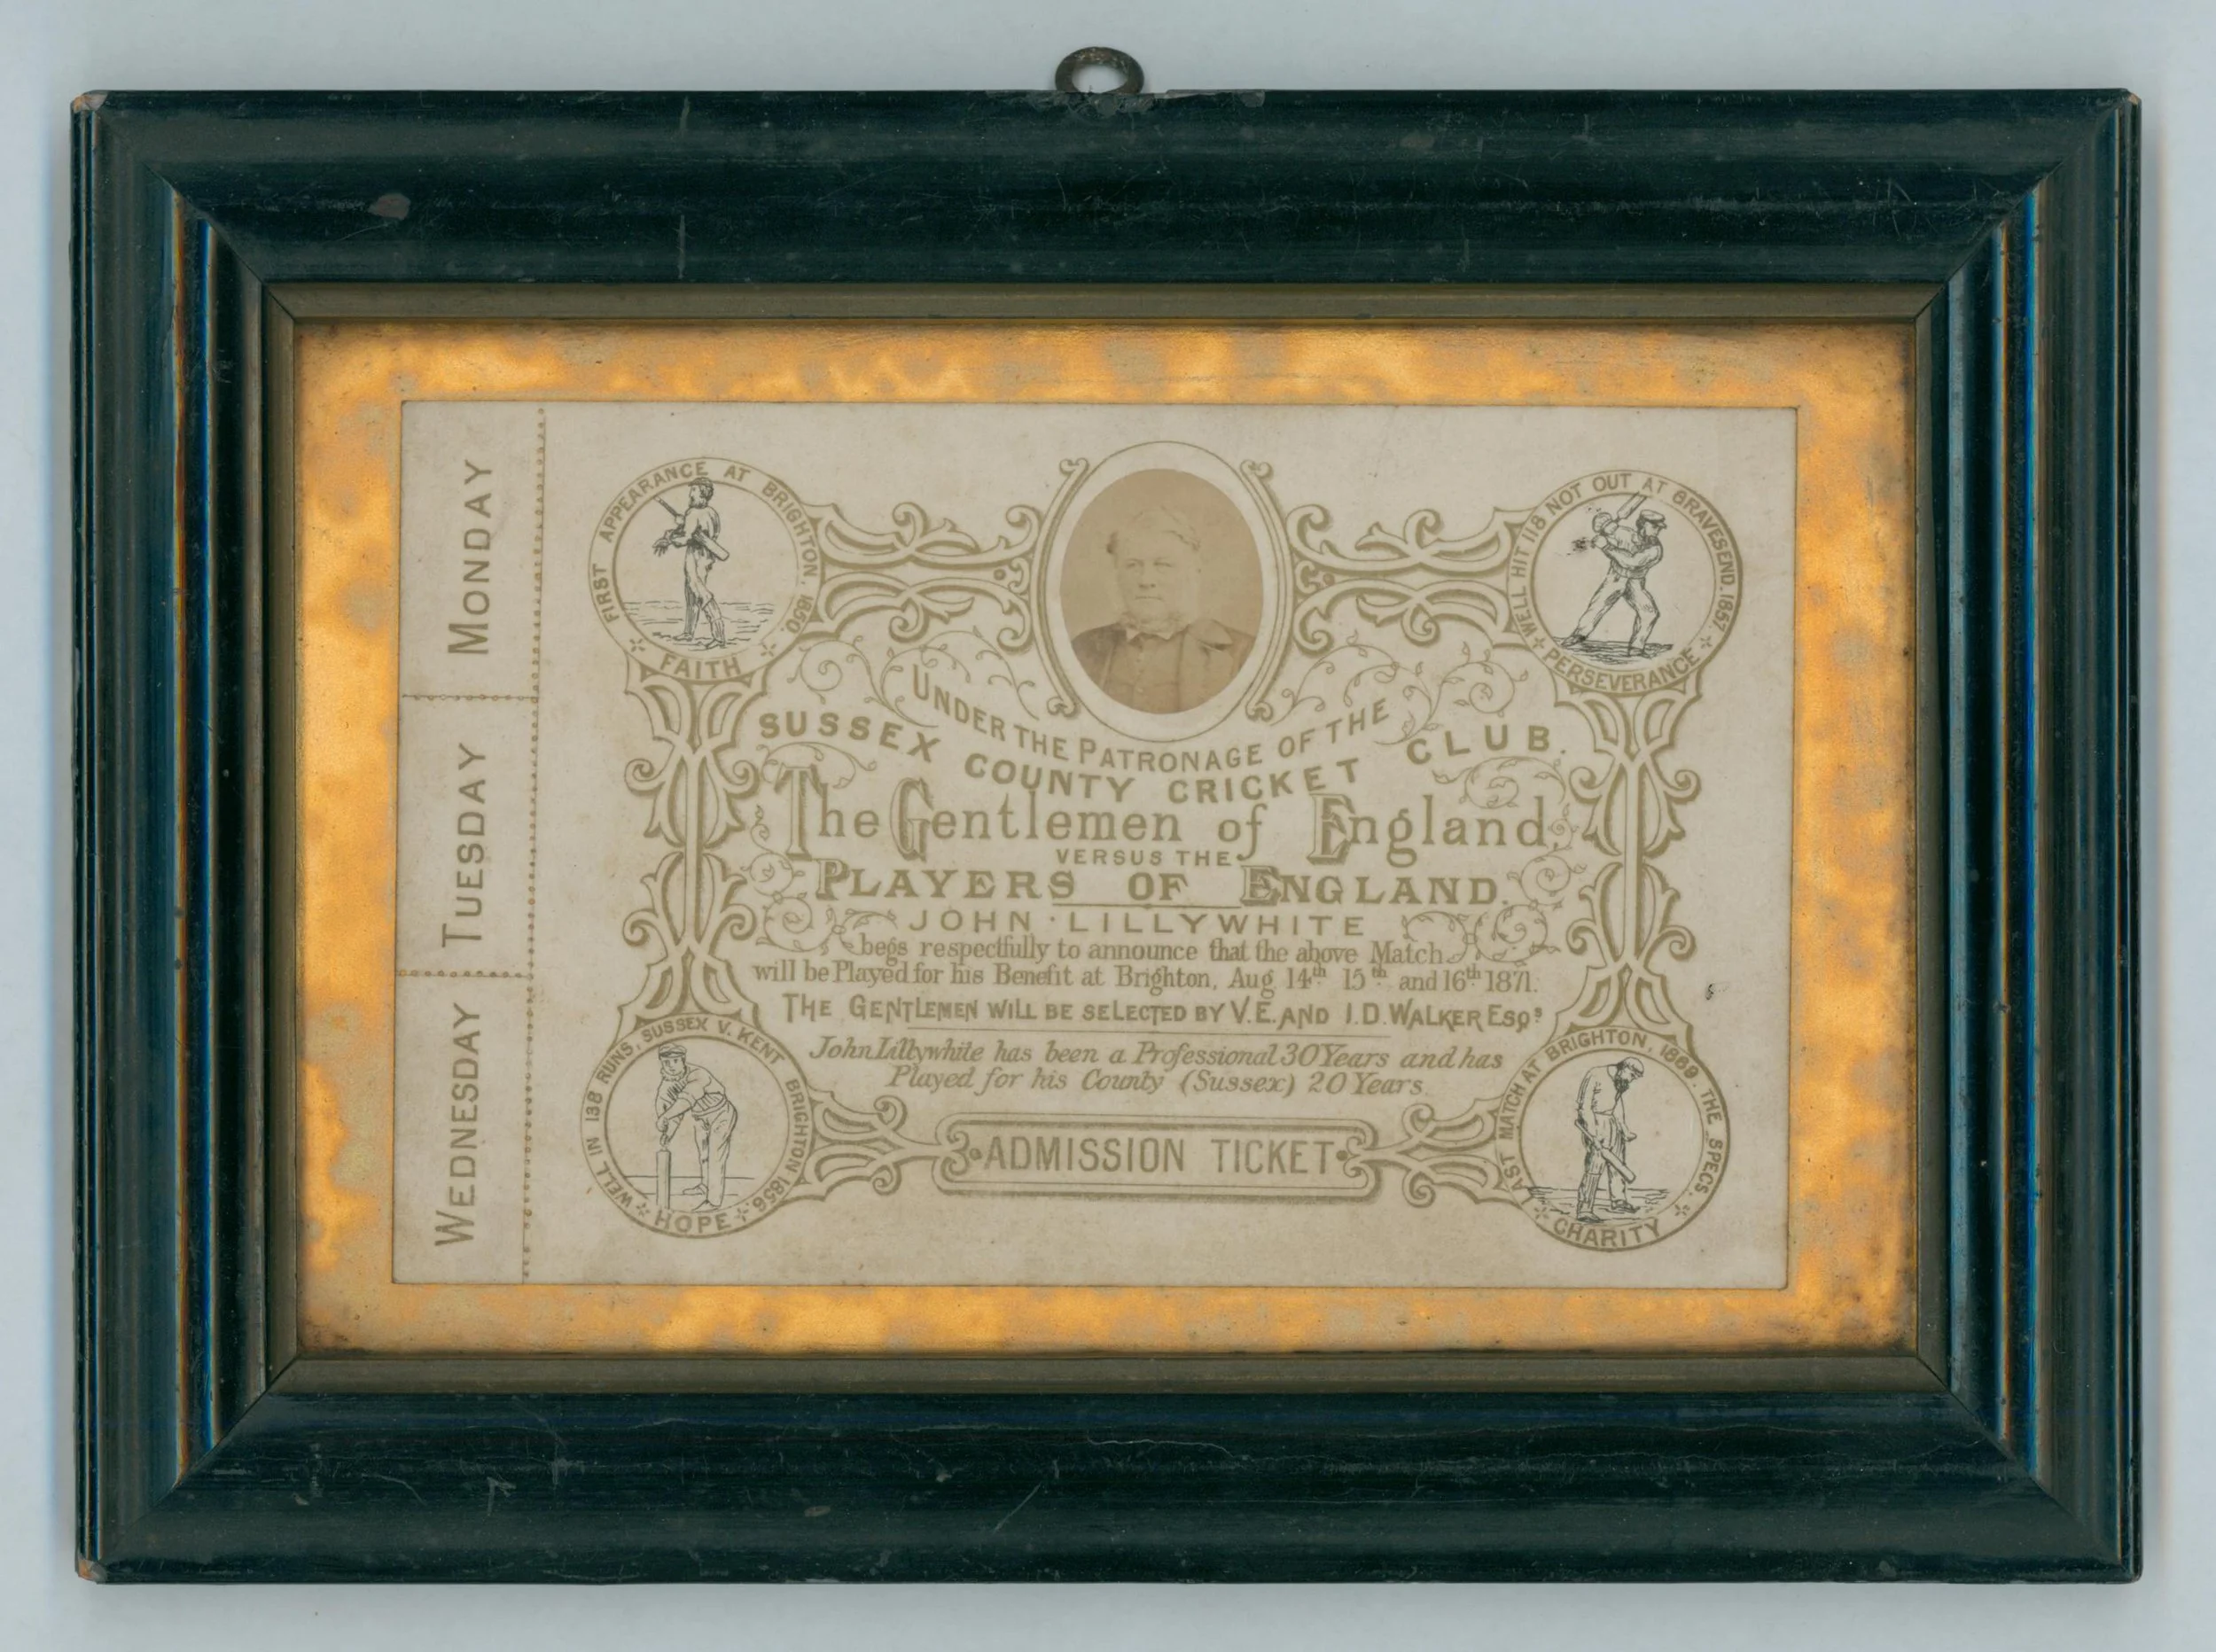 MONDAY
TUESDAY
WEDNESDAY
FIRST APPEARANCE AT BRIGHTON. 1850.
FAITH
WELL HIT 118 NOT OUT AT GRAVESEND. 1857.
PERSEVERANCE
UNDER THE PATRONAGE OF THE
SUSSEX COUNTY CRICKET CLUB.
The Gentlemen of England,
VERSUS THE
PLAYERS OF ENGLAND.
JOHN · LILLYWHITE
begs respectfully to announce that the above Match
will be Played for his Benefit at Brighton, Aug 14th 15th and 16th 1871.
THE GENTLEMEN WILL BE SELECTED BY V.E. AND I.D. WALKER ESQRS
John Lillywhite has been a Professional 30 Years and has
Played for his County (Sussex) 20 Years.
ADMISSION TICKET
WELL IN 138 RUNS, SUSSEX V. KENT BRIGHTON 1856.
HOPE
LAST MATCH AT BRIGHTON, 1869. THE SPECS.
CHARITY